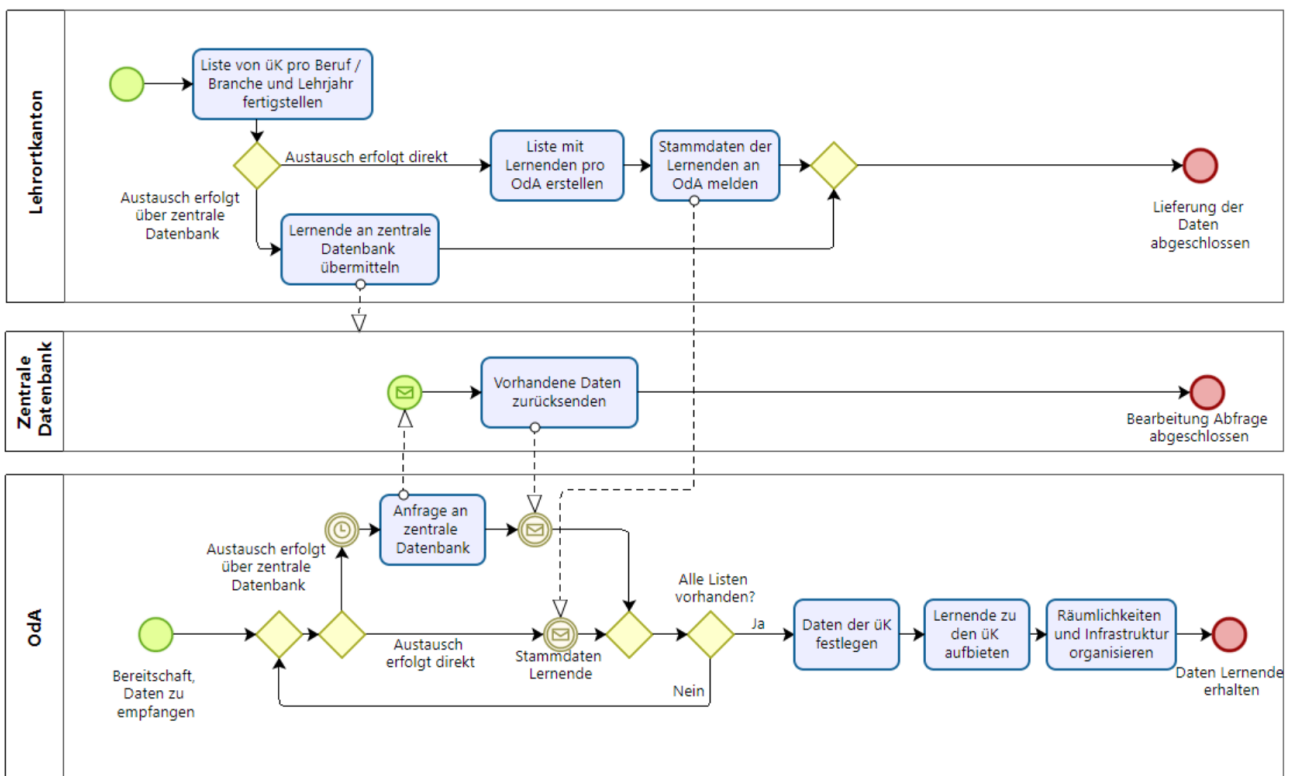 Lehrortkanton
Liste von üK pro Beruf /
Branche und Lehrjahr
fertigstellen
Austausch erfolgt direkt
Liste mit
Lernenden pro
OdA erstellen
Stammdaten der
Lernenden an
OdA melden
Austausch erfolgt
über zentrale
Datenbank
Lernende an zentrale
Datenbank
übermitteln
Lieferung der
Daten
abgeschlossen
Zentrale
Datenbank
Vorhandene Daten
zurücksenden
Bearbeitung Abfrage
abgeschlossen
OdA
Anfrage an
zentrale
Datenbank
Austausch erfolgt
über zentrale
Datenbank
Bereitschaft,
Daten zu
empfangen
Austausch
erfolgt direkt
Stammdaten
Lernende
Alle Listen
vorhanden?
Ja
Nein
Daten der üK
festlegen
Lernende zu
den üK
aufbieten
Räumlichkeiten
und Infrastruktur
organisieren
Daten Lernende
erhalten